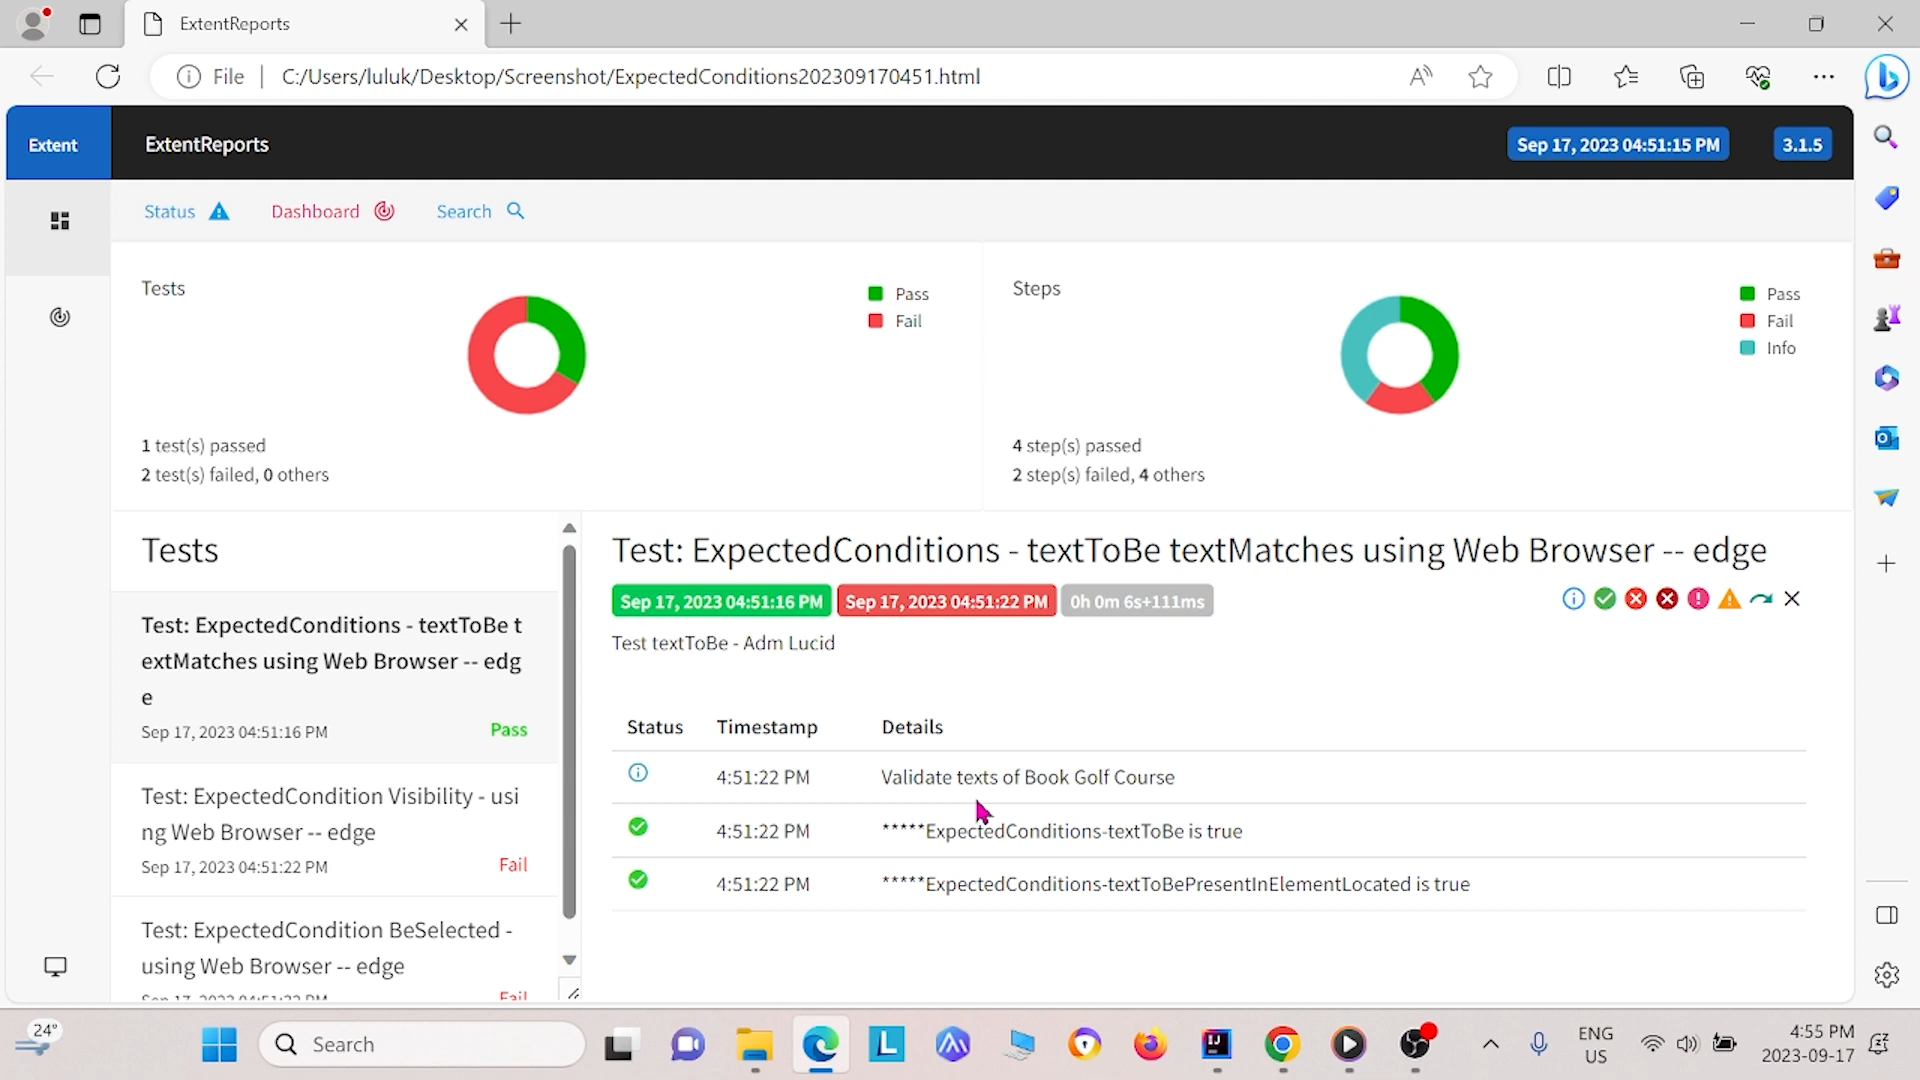 ExtentReports
File
C:/Users/luluk/Desktop/Screenshot/ExpectedConditions202309170451.html
Extent
ExtentReports
Sep 17, 2023 04:51:15 PM
3.1.5
Status
Dashboard
Search
Tests
Pass
Fail
1 test(s) passed
2 test(s) failed, 0 others
Steps
Pass
Fail
Info
4 step(s) passed
2 step(s) failed, 4 others
Tests
Test: ExpectedConditions - textToBe t
extMatches using Web Browser -- edg
e
Sep 17, 2023 04:51:16 PM
Pass
Test: ExpectedCondition Visibility - usi
ng Web Browser -- edge
Sep 17, 2023 04:51:22 PM
Fail
Test: ExpectedCondition BeSelected -
using Web Browser -- edge
Fail
Test: ExpectedConditions - textToBe textMatches using Web Browser -- edge
Sep 17, 2023 04:51:16 PM
Sep 17, 2023 04:51:22 PM
0h 0m 6s+111ms
Test textToBe - Adm Lucid
Status Timestamp Details
4:51:22 PM Validate texts of Book Golf Course
4:51:22 PM *****ExpectedConditions-textToBe is true
4:51:22 PM *****ExpectedConditions-textToBePresentInElementLocated is true
24°
Search
ENG
US
4:55 PM
2023-09-17